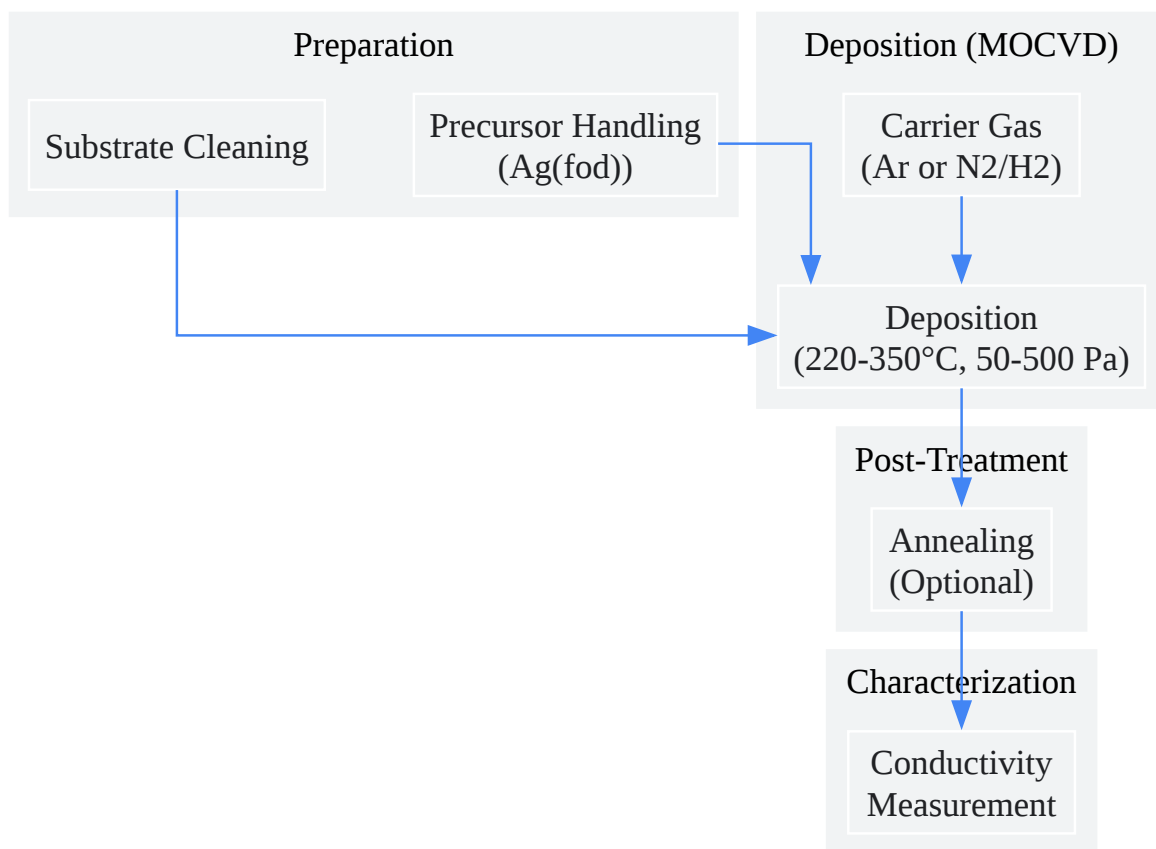 Preparation
Substrate Cleaning
Precursor Handling
(Ag(fod))
Deposition (MOCVD)
Carrier Gas
(Ar or N2/H2)
Deposition
(220-350°C, 50-500 Pa)
Post-Treatment
Annealing
(Optional)
Characterization
Conductivity
Measurement